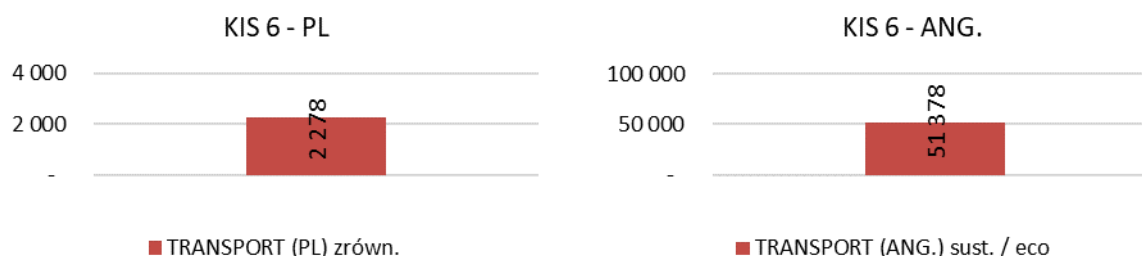 KIS 6 - PL
4 000
2 000
-
2 278
TRANSPORT (PL) zrówn.
KIS 6 - ANG.
100 000
50 000
-
51 378
TRANSPORT (ANG.) sust. / eco